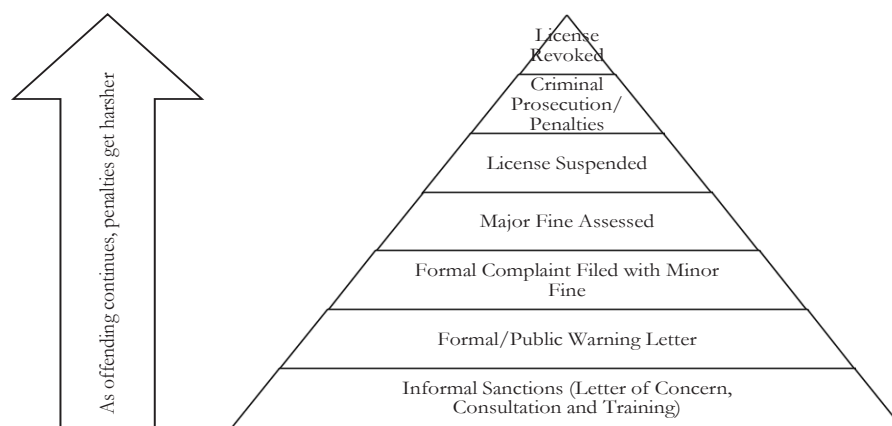 As offending continues, penalties get harsher
License
Revoked
Criminal
Prosecution/
Penalties
License Suspended
Major Fine Assessed
Formal Complaint Filed with Minor
Fine
Formal/Public Warning Letter
Informal Sanctions (Letter of Concern,
Consultation and Training)